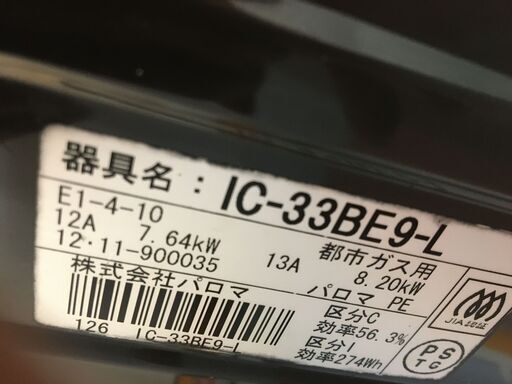 器具名：IC-33BE9-L
E1-4-10 都市ガス用
12A 7.64kW 13A 8.20kW
12・11-900035 パロマ PE
株式会社パロマ 区分C
効率56.3%
区分I
効率274Wh
126 IC-33BE9-L
JIA認証
PS
TG